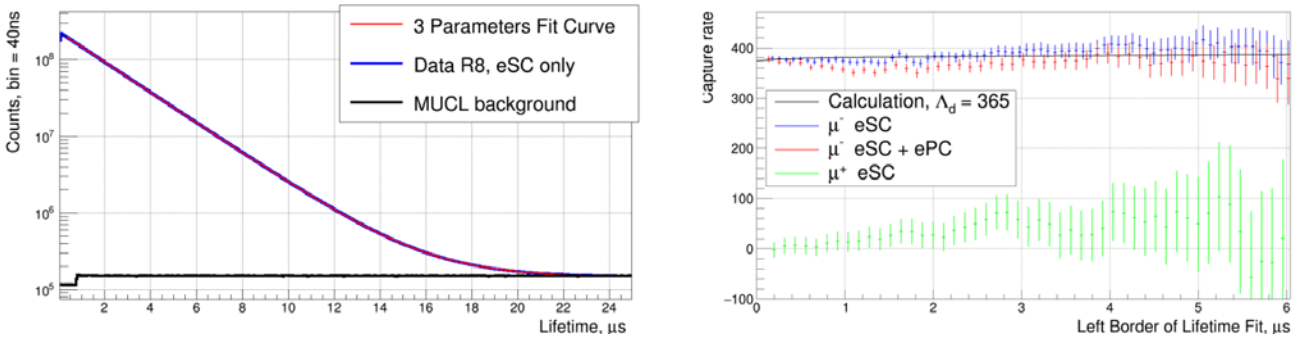 Counts, bin = 40ns
10⁸
10⁷
10⁶
10⁵
3 Parameters Fit Curve
Data R8, eSC only
MUCL background
2 4 6 8 10 12 14 16 18 20 22 24
Lifetime, μs
Capture rate
400
300
200
100
0
−100
Calculation, Λd = 365
μ⁻ eSC
μ⁻ eSC + ePC
μ⁺ eSC
0 1 2 3 4 5 6
Left Border of Lifetime Fit, μs